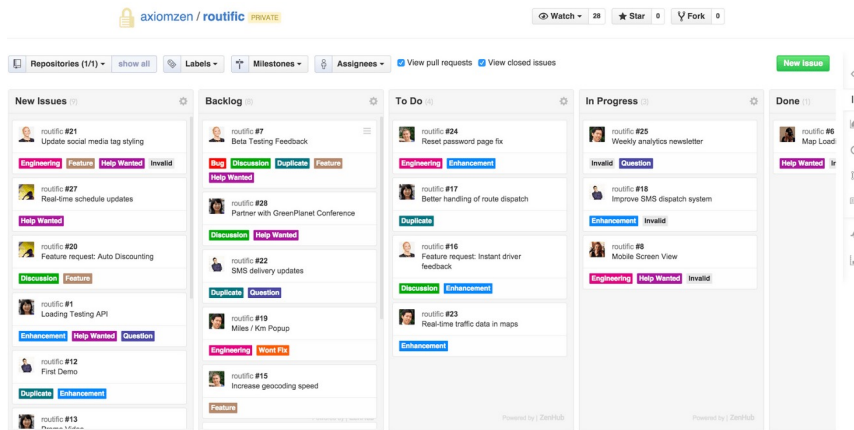 axiomzen / routific PRIVATE
Watch 28 Star 0 Fork 0
Repositories (1/1) show all Labels Milestones Assignees View pull requests View closed issues New Issue
New Issues (9)
routific #21
Update social media tag styling
Engineering Feature Help Wanted Invalid
routific #27
Real-time schedule updates
Help Wanted
routific #20
Feature request: Auto Discounting
Discussion Feature
routific #1
Loading Testing API
Enhancement Help Wanted Question
routific #12
First Demo
Duplicate Enhancement
routific #13
Promo Video
Backlog (8)
routific #7
Beta Testing Feedback
Bug Discussion Duplicate Feature
Help Wanted
routific #28
Partner with GreenPlanet Conference
Discussion Help Wanted
routific #22
SMS delivery updates
Duplicate Question
routific #19
Miles / Km Popup
Engineering Wont Fix
routific #15
Increase geocoding speed
Feature
To Do (4)
routific #24
Reset password page fix
Engineering Enhancement
routific #17
Better handling of route dispatch
Duplicate
routific #16
Feature request: Instant driver
feedback
Discussion Enhancement
routific #23
Real-time traffic data in maps
Enhancement
Powered by | ZenHub
In Progress (3)
routific #25
Weekly analytics newsletter
Invalid Question
routific #18
Improve SMS dispatch system
Enhancement Invalid
routific #8
Mobile Screen View
Engineering Help Wanted Invalid
Powered by | ZenHub
Done (1)
routific #6
Map Loadi
Help Wanted